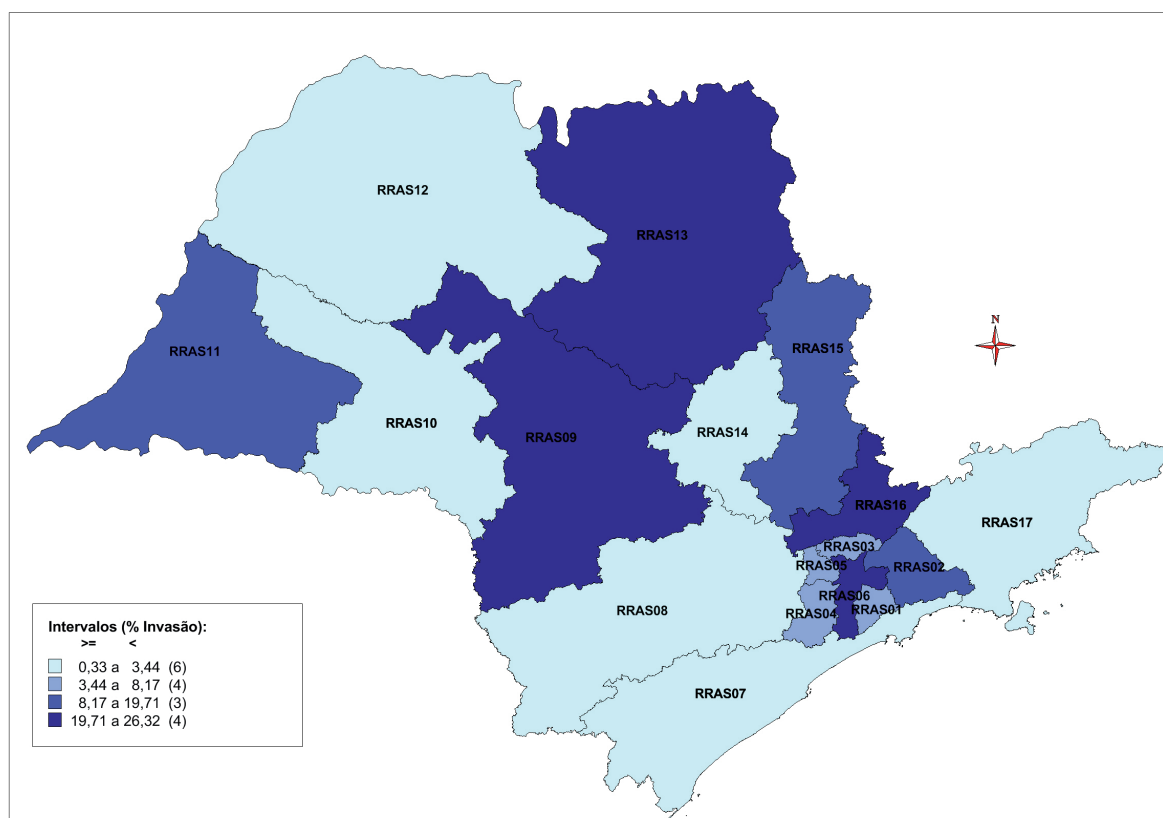 RRAS12
RRAS13
N
RRAS11
RRAS15
RRAS10
RRAS14
RRAS09
RRAS16
RRAS17
RRAS03
RRAS05
RRAS02
RRAS06
RRAS08
RRAS04
RRAS01
RRAS07
Intervalos (% Invasão):
>= <
0,33 a 3,44 (6)
3,44 a 8,17 (4)
8,17 a 19,71 (3)
19,71 a 26,32 (4)